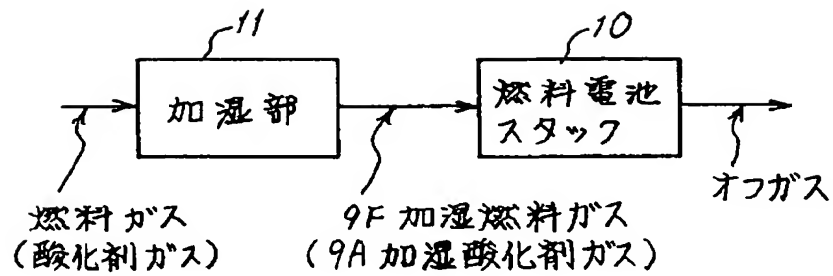 11
10
加湿部
燃料電池
スタック
燃料ガス
(酸化剤ガス)
9F 加湿燃料ガス
(9A 加湿酸化剤ガス)
オフガス